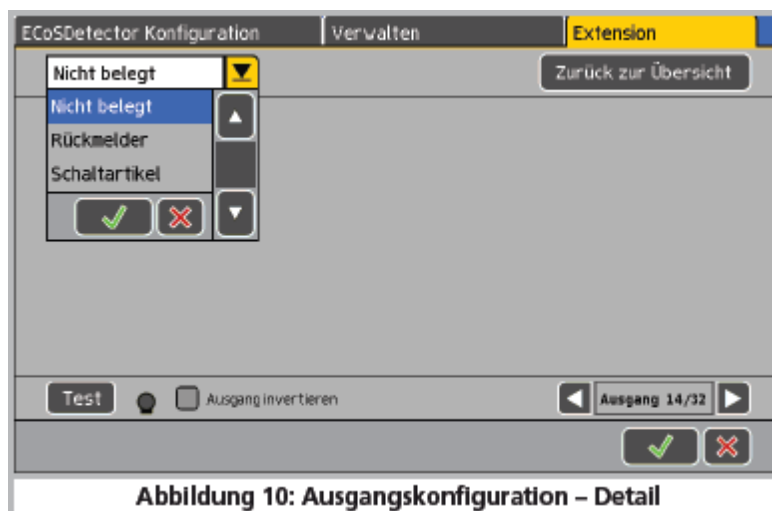 ECoSDetector Konfiguration Verwalten Extension
Nicht belegt Zurück zur Übersicht
Nicht belegt
Rückmelder
Schaltartikel
Test Ausgang invertieren Ausgang 14/32
Abbildung 10: Ausgangskonfiguration – Detail